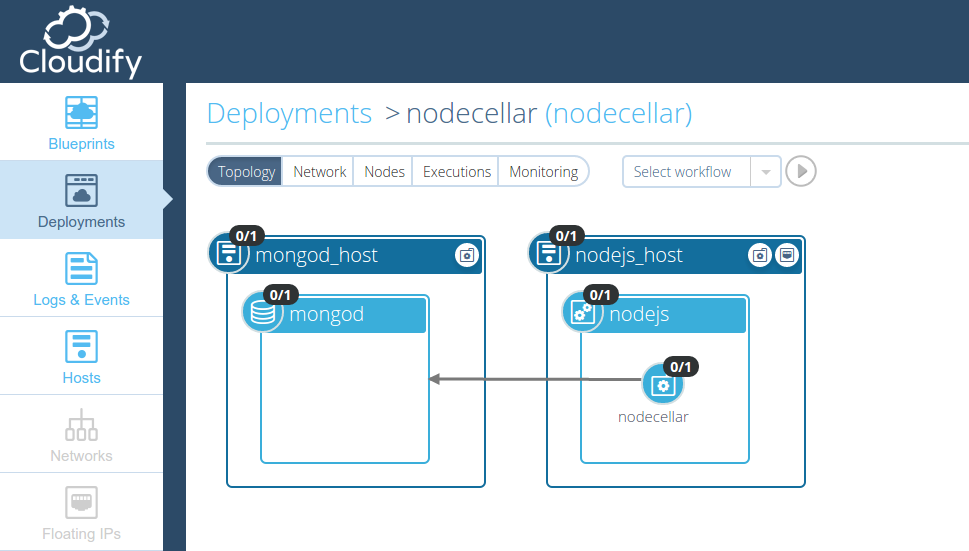 Cloudify
Blueprints
Deployments
Logs & Events
Hosts
Networks
Floating IPs
Deployments > nodecellar (nodecellar)
Topology Network Nodes Executions Monitoring Select workflow
0/1
mongod_host
0/1
mongod
0/1
nodejs_host
0/1
nodejs
0/1
nodecellar